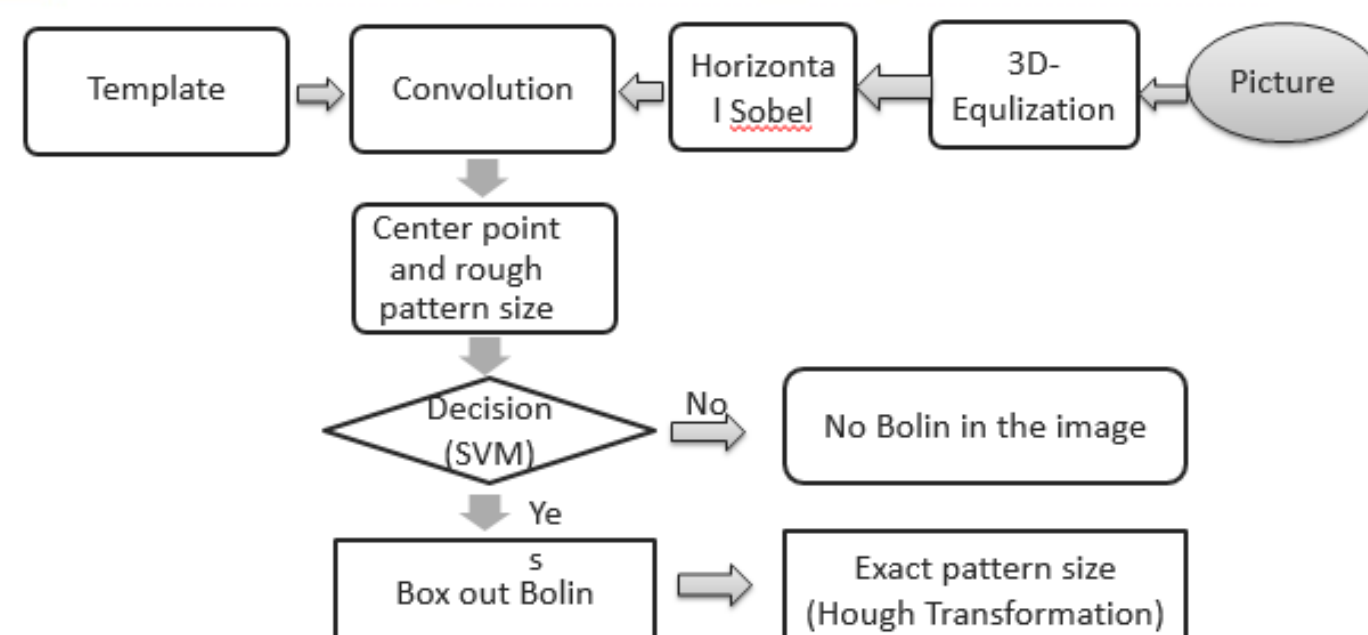 Template
Convolution
Horizonta
l Sobel
3D-
Equlization
Picture
Center point
and rough
pattern size
Decision
(SVM)
No
No Bolin in the image
Ye
s
Box out Bolin
Exact pattern size
(Hough Transformation)